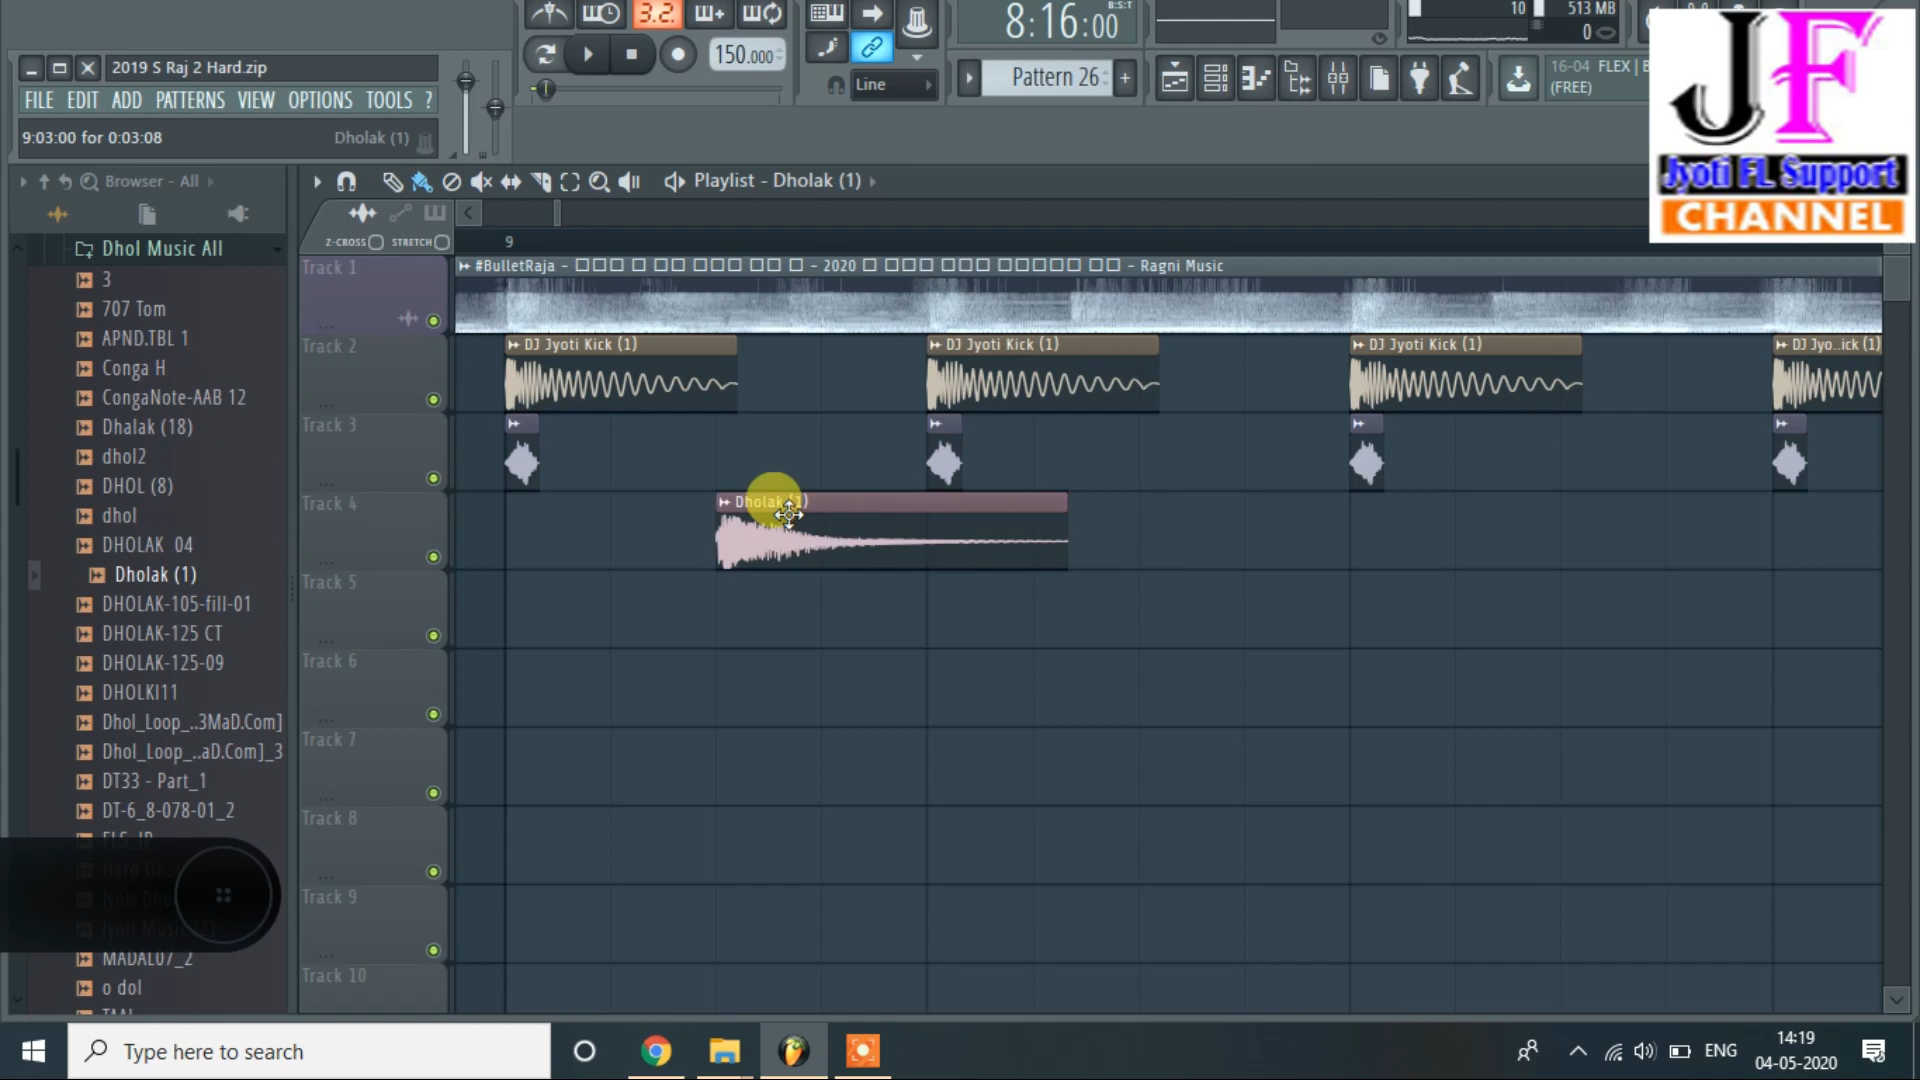 2019 S Raj 2 Hard.zip
FILE EDIT ADD PATTERNS VIEW OPTIONS TOOLS ?
9:03:00 for 0:03:08
Dholak (1)
3.2.
150.000
Line
8:16:00
B:S:T
Pattern 26
10
513 MB
0
16-04 FLEX | B
(FREE)
JF
Jyoti FL Support
CHANNEL
Browser - All
Playlist - Dholak (1)
Z-CROSS STRETCH
9
Dhol Music All
3
707 Tom
APND.TBL 1
Conga H
CongaNote-AAB 12
Dhalak (18)
dhol2
DHOL (8)
dhol
DHOLAK 04
Dholak (1)
DHOLAK-105-fill-01
DHOLAK-125 CT
DHOLAK-125-09
DHOLKI11
Dhol_Loop_..3MaD.Com]
Dhol_Loop_..aD.Com]_3
DT33 - Part_1
DT-6_8-078-01_2
MADAL07_2
o dol
Track 1
#BulletRaja - □□□ □ □□ □□□ □□ □ - 2020 □ □□□ □□□ □□□□□ □□ - Ragni Music
Track 2
DJ Jyoti Kick (1)
DJ Jyoti Kick (1)
DJ Jyoti Kick (1)
DJ Jyo..ick (1)
Track 3
Track 4
Dholak (1)
Track 5
Track 6
Track 7
Track 8
Track 9
Track 10
Type here to search
ENG
14:19
04-05-2020